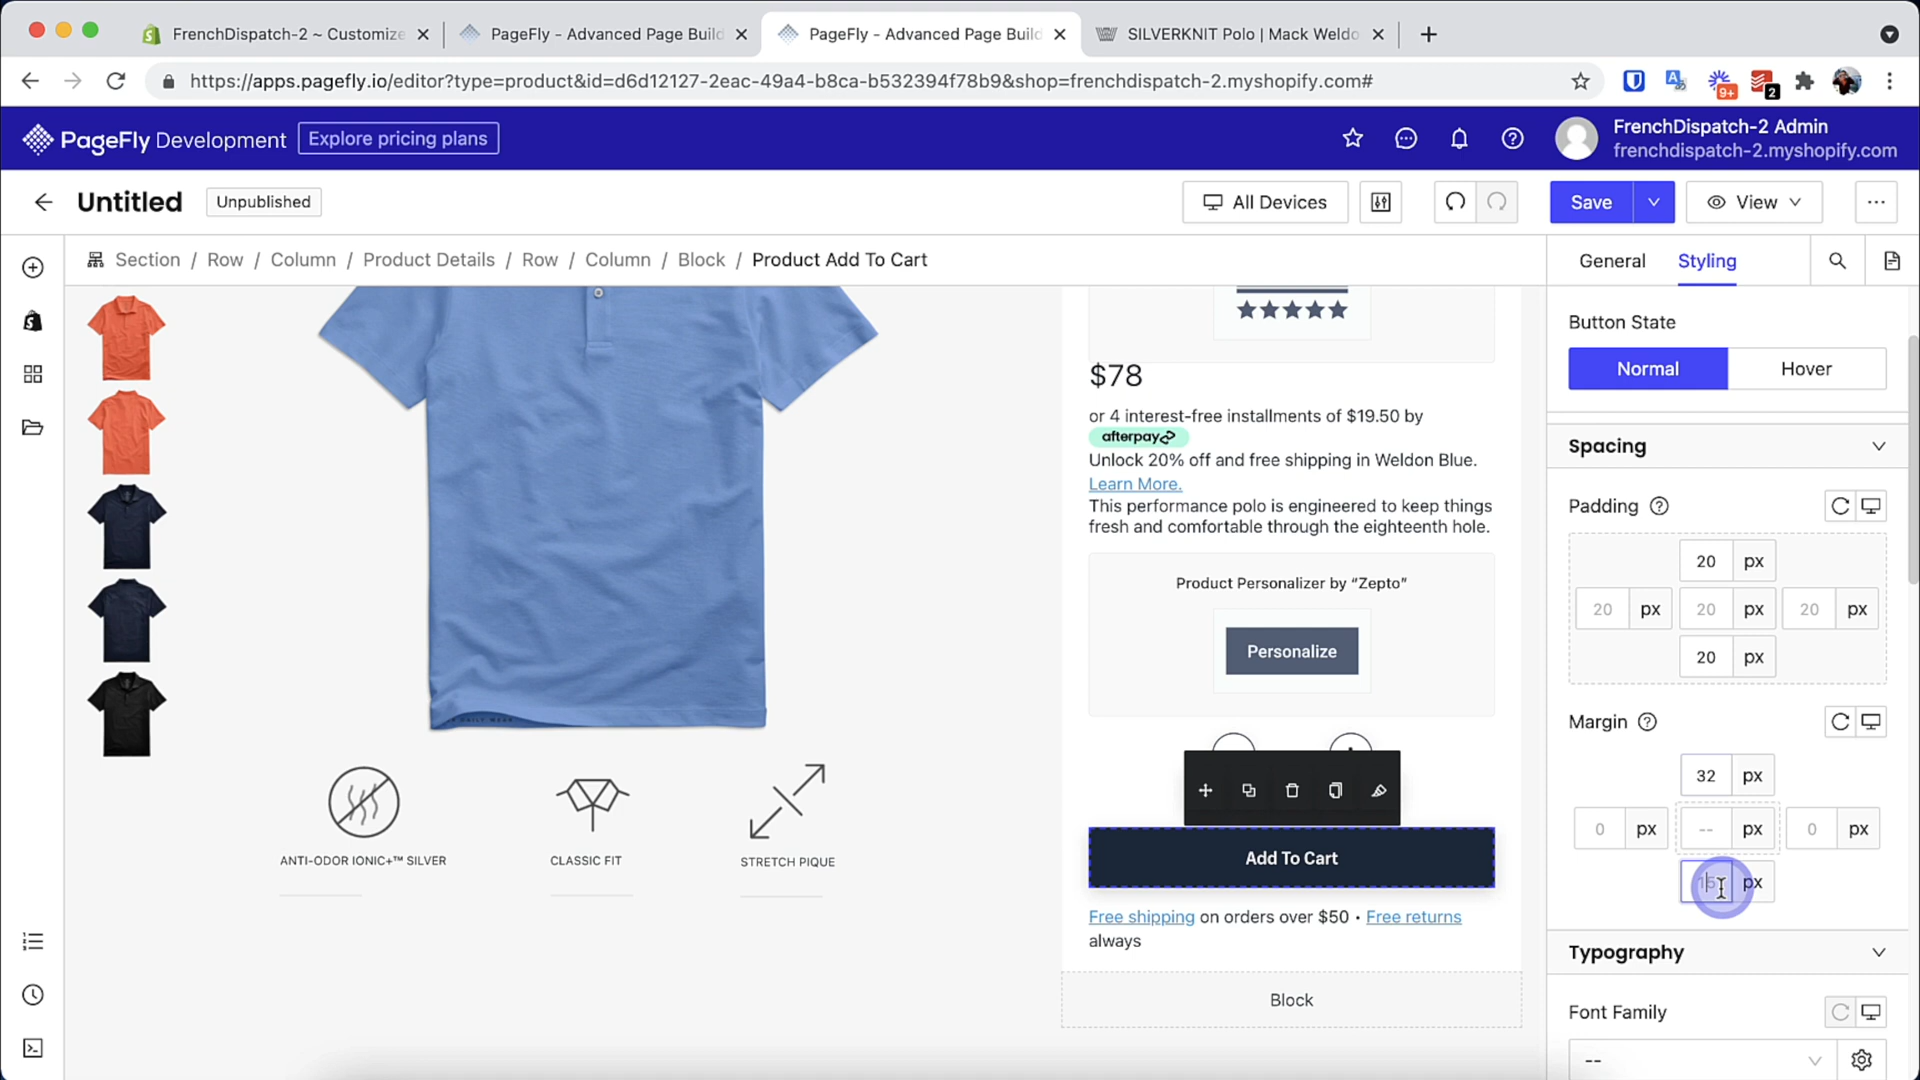 FrenchDispatch-2 ~ Customize
PageFly - Advanced Page Build
PageFly - Advanced Page Build
SILVERKNIT Polo | Mack Weldo
https://apps.pagefly.io/editor?type=product&id=d6d12127-2eac-49a4-b8ca-b532394f78b9&shop=frenchdispatch-2.myshopify.com#
9+
2
PageFly Development
Explore pricing plans
FrenchDispatch-2 Admin
frenchdispatch-2.myshopify.com
Untitled
Unpublished
All Devices
Save
View
Section / Row / Column / Product Details / Row / Column / Block / Product Add To Cart
General
Styling
Button State
Normal
Hover
Spacing
Padding
20 px
20 px 20 px 20 px
20 px
Margin
32 px
0 px -- px 0 px
px
Typography
Font Family
--
$78
or 4 interest-free installments of $19.50 by
afterpay
Unlock 20% off and free shipping in Weldon Blue.
Learn More.
This performance polo is engineered to keep things
fresh and comfortable through the eighteenth hole.
Product Personalizer by “Zepto”
Personalize
Add To Cart
Free shipping on orders over $50 • Free returns
always
Block
ANTI-ODOR IONIC+™ SILVER
CLASSIC FIT
STRETCH PIQUE